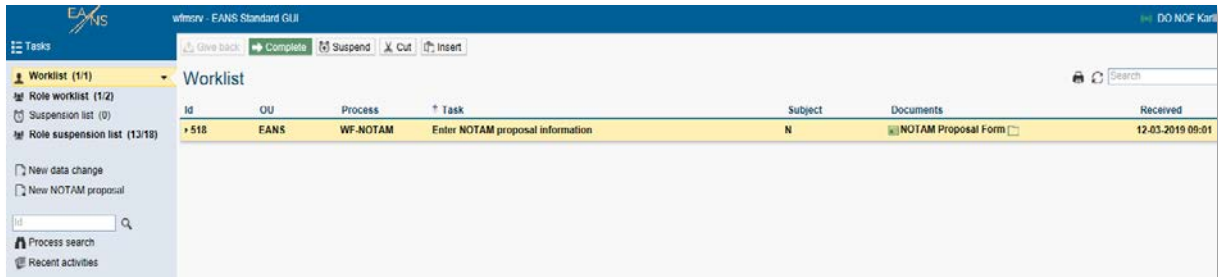 EANS
wfmsrv - EANS Standard GUI
DO NOF Karli
Tasks
Give back Complete Suspend Cut Insert
Worklist (1/1)
Role worklist (1/2)
Suspension list (0)
Role suspension list (13/18)
New data change
New NOTAM proposal
Id
Process search
Recent activities
Worklist
Search
Id OU Process ↑ Task Subject Documents Received
518 EANS WF-NOTAM Enter NOTAM proposal information N NOTAM Proposal Form 12-03-2019 09:01